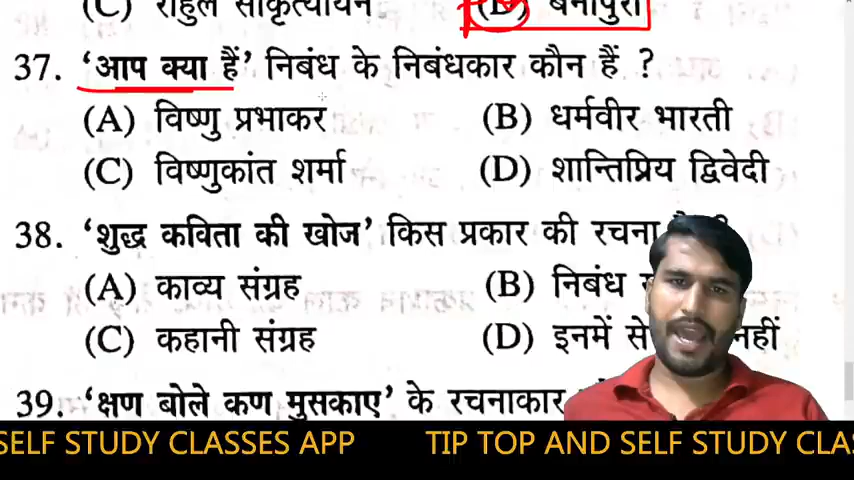 (C) राहुल सांकृत्यायन (D) बेनीपुरी
37. ‘आप क्या हैं’ निबंध के निबंधकार कौन हैं ?
(A) विष्णु प्रभाकर (B) धर्मवीर भारती
(C) विष्णुकांत शर्मा (D) शान्तिप्रिय द्विवेदी
38. ‘शुद्ध कविता की खोज’ किस प्रकार की रचना
(A) काव्य संग्रह (B) निबंध
(C) कहानी संग्रह (D) इनमें से नहीं
39. ‘क्षण बोले कण मुसकाए’ के रचनाकार
SELF STUDY CLASSES APP TIP TOP AND SELF STUDY CLAS